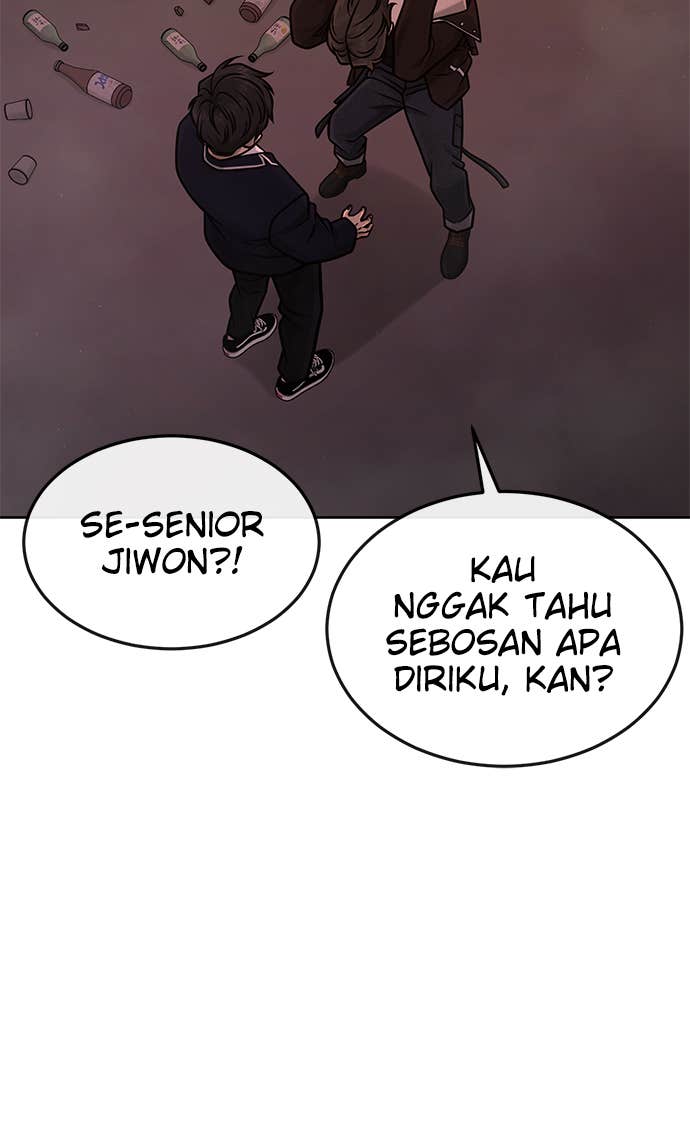 SE-SENIOR
JIWON?!
KAU
NGGAK TAHU
SEBOSAN APA
DIRIKU, KAN?